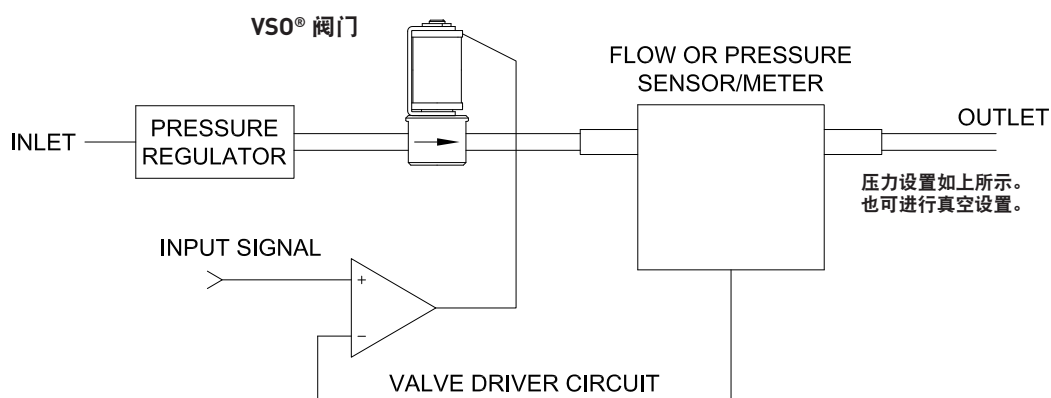 VSO® 阀门
FLOW OR PRESSURE
SENSOR/METER
INLET
PRESSURE
REGULATOR
OUTLET
压力设置如上所示。
也可进行真空设置。
INPUT SIGNAL
+
−
VALVE DRIVER CIRCUIT